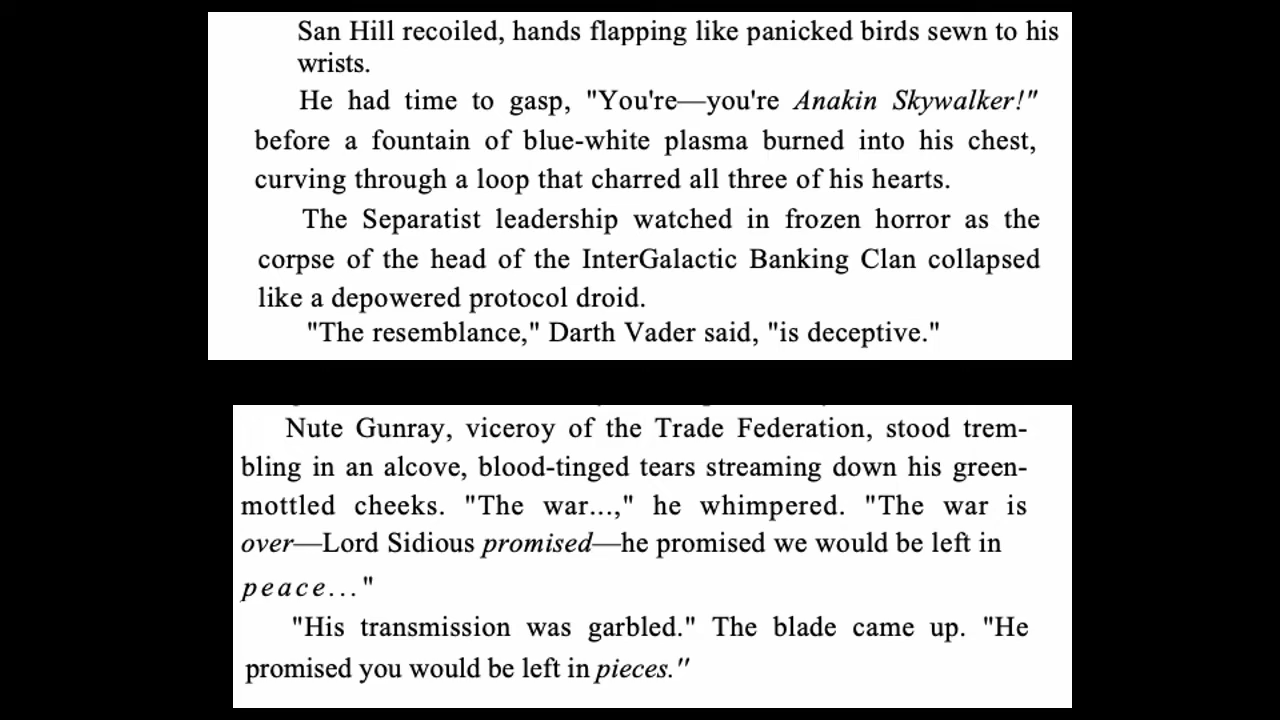 San Hill recoiled, hands flapping like panicked birds sewn to his
wrists.
He had time to gasp, "You're—you're Anakin Skywalker!"
before a fountain of blue-white plasma burned into his chest,
curving through a loop that charred all three of his hearts.
The Separatist leadership watched in frozen horror as the
corpse of the head of the InterGalactic Banking Clan collapsed
like a depowered protocol droid.
"The resemblance," Darth Vader said, "is deceptive."
Nute Gunray, viceroy of the Trade Federation, stood trem-
bling in an alcove, blood-tinged tears streaming down his green-
mottled cheeks. "The war...," he whimpered. "The war is
over—Lord Sidious promised—he promised we would be left in
peace..."
"His transmission was garbled." The blade came up. "He
promised you would be left in pieces."